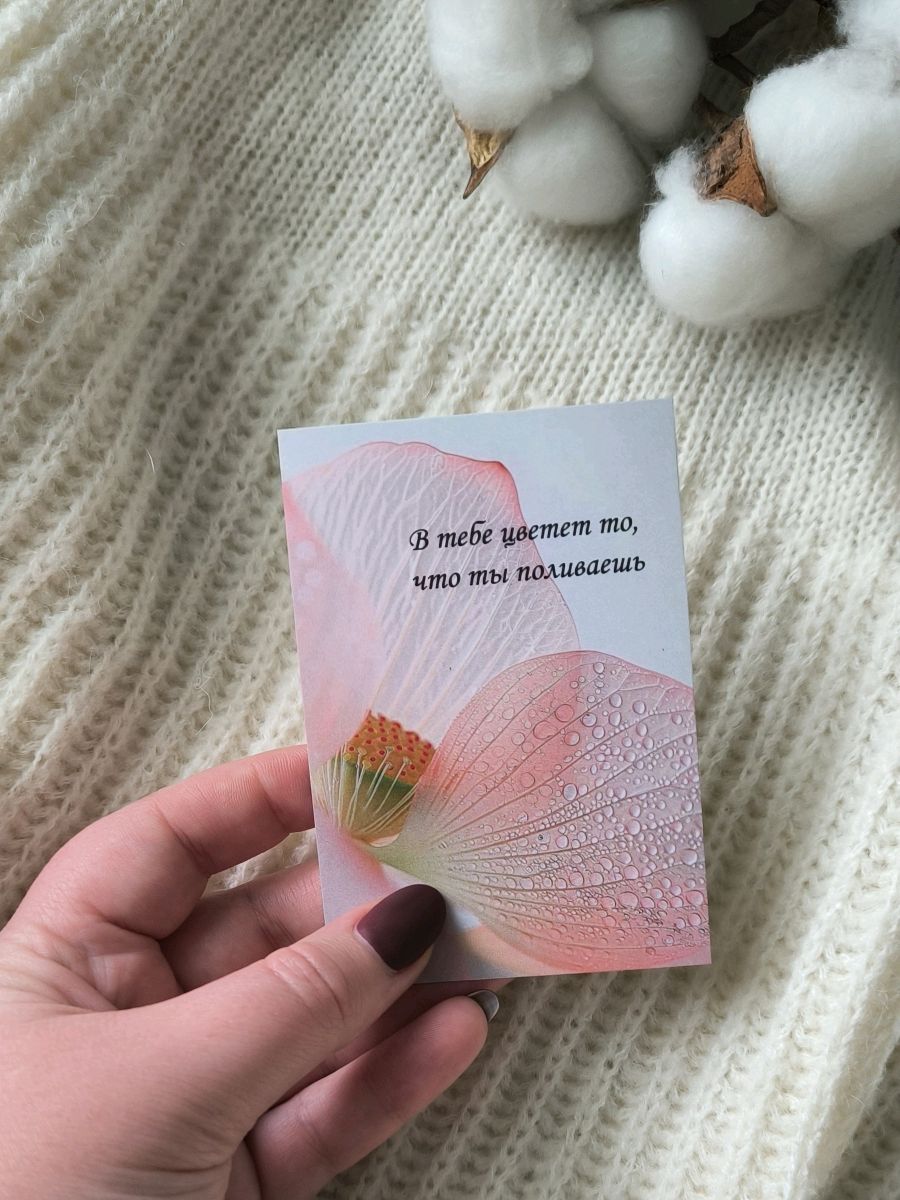 В тебе цветет то,
что ты поливаешь